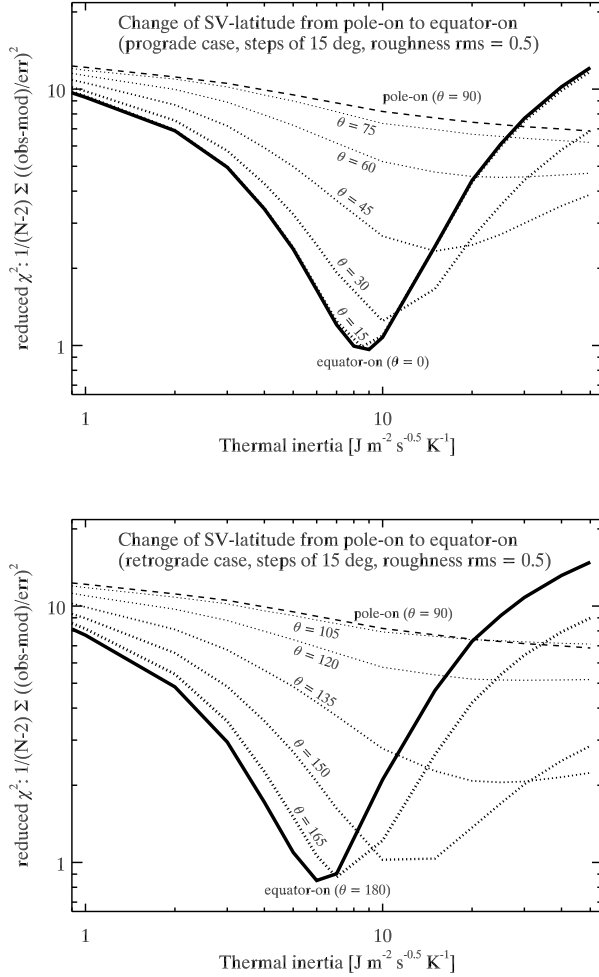 Change of SV-latitude from pole-on to equator-on
(prograde case, steps of 15 deg, roughness rms = 0.5)
pole-on (θ = 90)
θ = 75
θ = 60
θ = 45
θ = 30
θ = 15
equator-on (θ = 0)
10
1
reduced χ²: 1/(N-2) Σ ((obs-mod)/err)²
1
10
Thermal inertia [J m⁻² s⁻⁰·⁵ K⁻¹]
Change of SV-latitude from pole-on to equator-on
(retrograde case, steps of 15 deg, roughness rms = 0.5)
pole-on (θ = 90)
θ = 105
θ = 120
θ = 135
θ = 150
θ = 165
equator-on (θ = 180)
10
1
reduced χ²: 1/(N-2) Σ ((obs-mod)/err)²
1
10
Thermal inertia [J m⁻² s⁻⁰·⁵ K⁻¹]